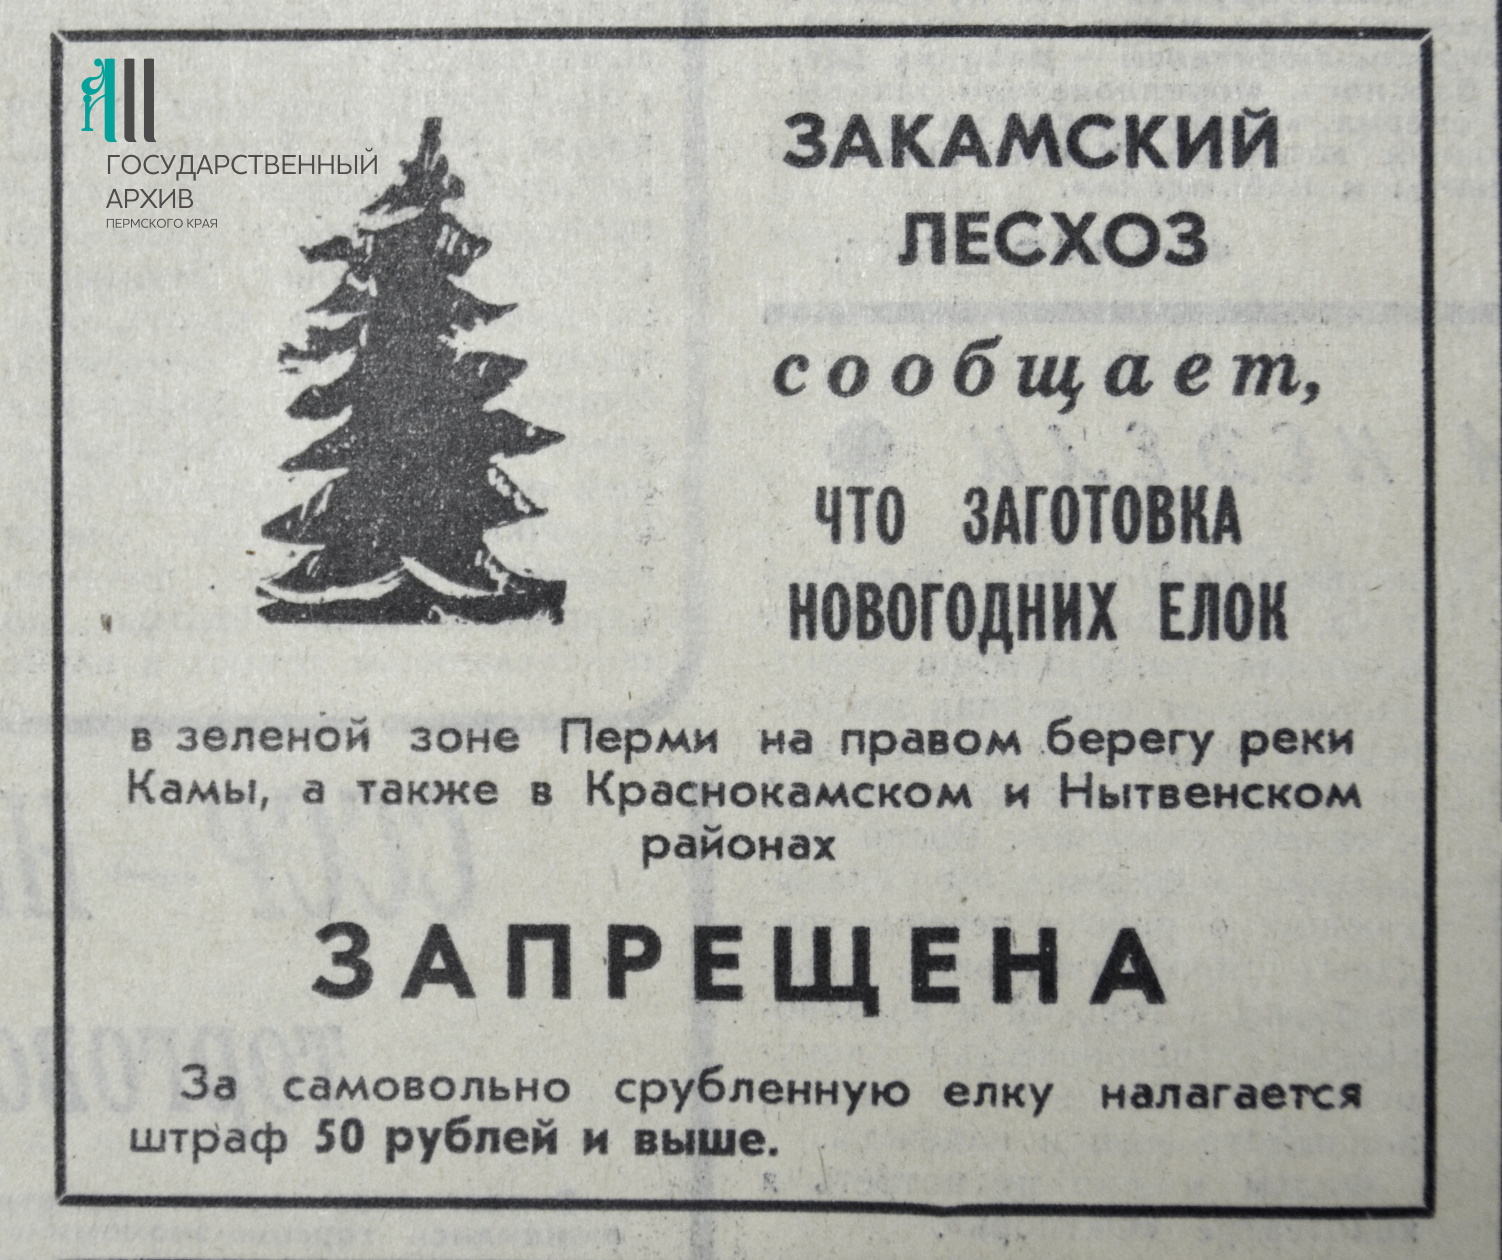 ГОСУДАРСТВЕННЫЙ
АРХИВ
ПЕРМСКОГО КРАЯ
ЗАКАМСКИЙ
ЛЕСХОЗ
сообщает,
ЧТО ЗАГОТОВКА
НОВОГОДНИХ ЕЛОК
в зеленой зоне Перми на правом берегу реки
Камы, а также в Краснокамском и Нытвенском
районах
ЗАПРЕЩЕНА
За самовольно срубленную елку налагается
штраф 50 рублей и выше.